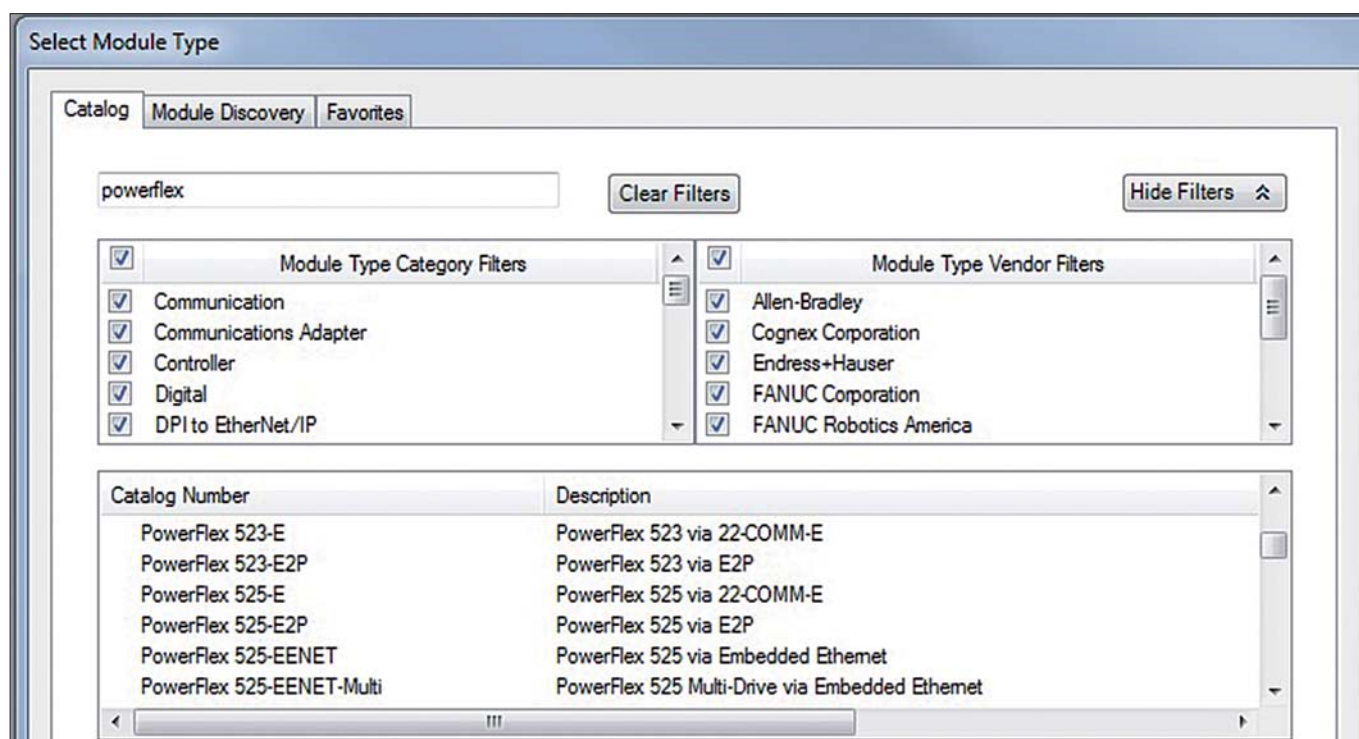 Select Module Type
Catalog Module Discovery Favorites
powerflex Clear Filters Hide Filters
Module Type Category Filters
Communication
Communications Adapter
Controller
Digital
DPI to EtherNet/IP
Module Type Vendor Filters
Allen-Bradley
Cognex Corporation
Endress+Hauser
FANUC Corporation
FANUC Robotics America
Catalog Number Description
PowerFlex 523-E PowerFlex 523 via 22-COMM-E
PowerFlex 523-E2P PowerFlex 523 via E2P
PowerFlex 525-E PowerFlex 525 via 22-COMM-E
PowerFlex 525-E2P PowerFlex 525 via E2P
PowerFlex 525-EENET PowerFlex 525 via Embedded Ethernet
PowerFlex 525-EENET-Multi PowerFlex 525 Multi-Drive via Embedded Ethernet